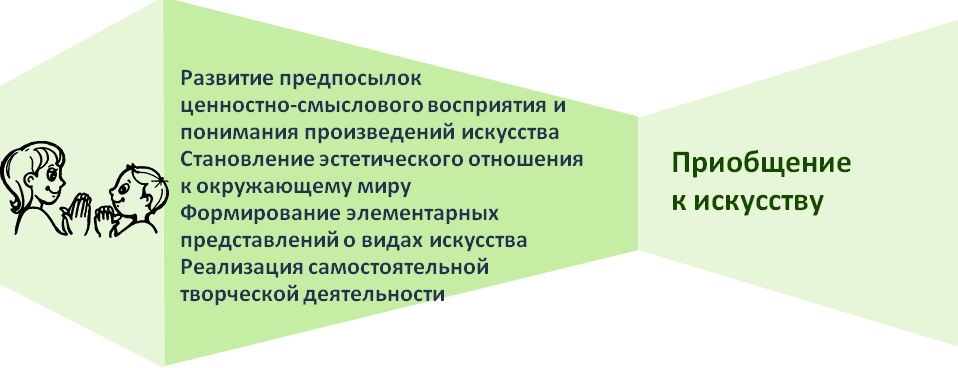 Развитие предпосылок
ценностно-смыслового восприятия и
понимания произведений искусства
Становление эстетического отношения
к окружающему миру
Формирование элементарных
представлений о видах искусства
Реализация самостоятельной
творческой деятельности
Приобщение
к искусству